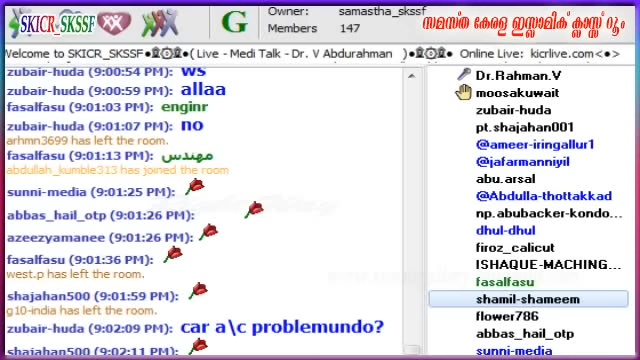 SKICR_SKSSF
G
Owner: samastha_skssf
Members 147
സമസ്ത കേരള ഇസ്ലാമിക് ക്ലാസ്സ് റൂം
Welcome to SKICR_SKSSF•۞۩•( Live - Medi Talk - Dr. V Abdurahman )•۞۩• Online Live: kicrlive.com <
zubair-huda (9:00:54 PM): ws
zubair-huda (9:00:59 PM): allaa
fasalfasu (9:01:03 PM): enginr
zubair-huda (9:01:07 PM): no
arhmn3699 has left the room.
fasalfasu (9:01:13 PM): مهندس
abdullah_kumble313 has joined the room
sunni-media (9:01:25 PM):
abbas_hail_otp (9:01:26 PM):
azeezyamanee (9:01:26 PM):
fasalfasu (9:01:36 PM):
west.p has left the room.
shajahan500 (9:01:59 PM):
g10-india has left the room.
zubair-huda (9:02:09 PM): car a\c problemundo?
shajahan500 (9:02:11 PM):
Dr.Rahman.V
moosakuwait
zubair-huda
pt.shajahan001
@ameer-iringallur1
@jafarmanniyil
abu.arsal
@Abdulla-thottakkad
np.abubacker-kondo...
dhul-dhul
firoz_calicut
ISHAQUE-MACHING...
fasalfasu
shamil-shameem
flower786
abbas_hail_otp
sunni-media